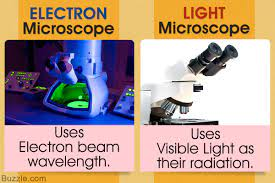 ELECTRON
Microscope
Uses
Electron beam
wavelength.
LIGHT
Microscope
Uses
Visible Light as
their radiation.
Buzzle.com